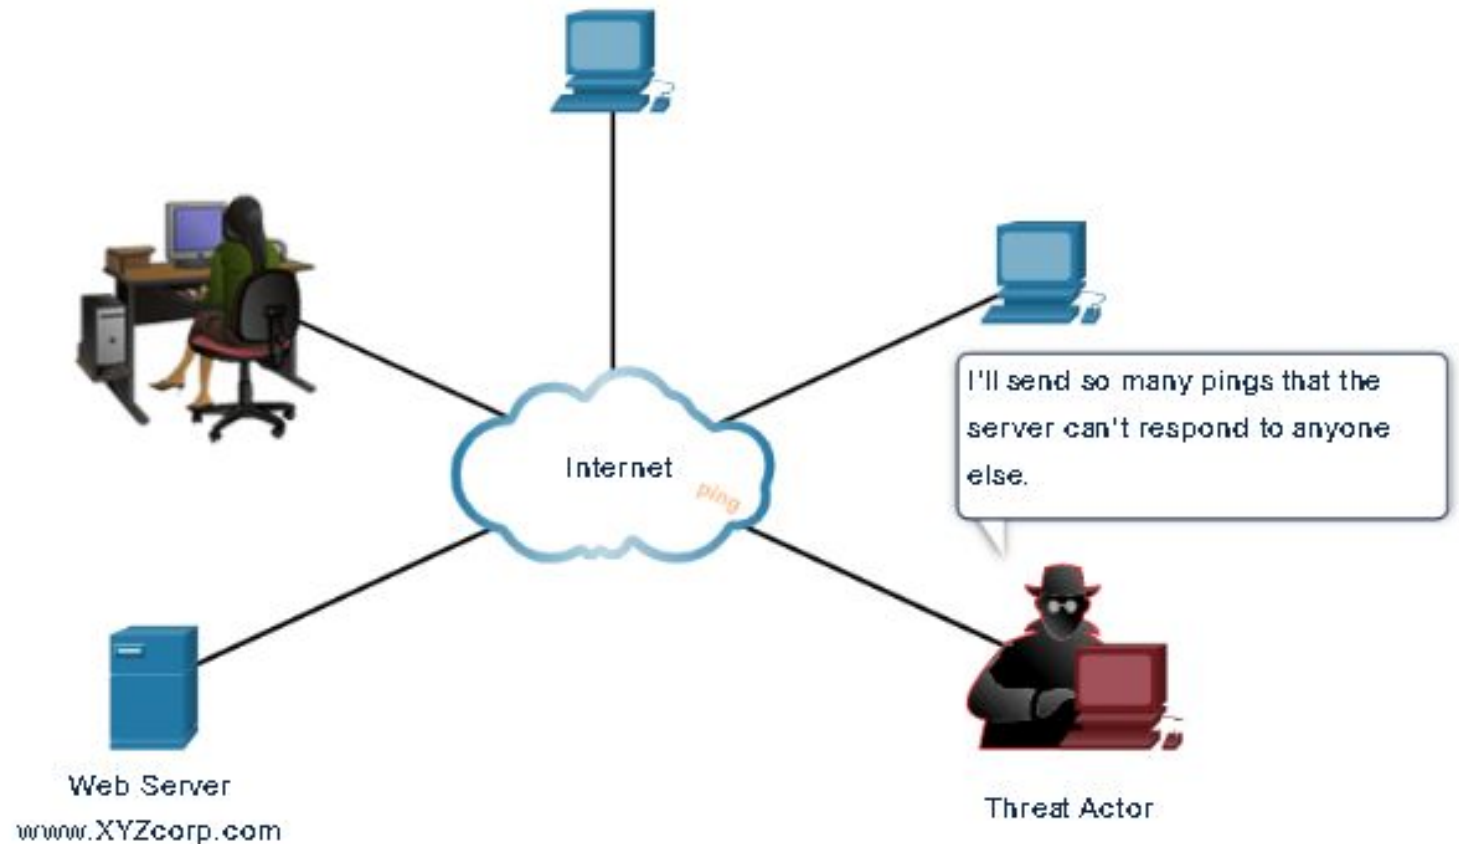 I'll send so many pings that the
server can't respond to anyone
else.
Internet
ping
Web Server
www.XYZcorp.com
Threat Actor